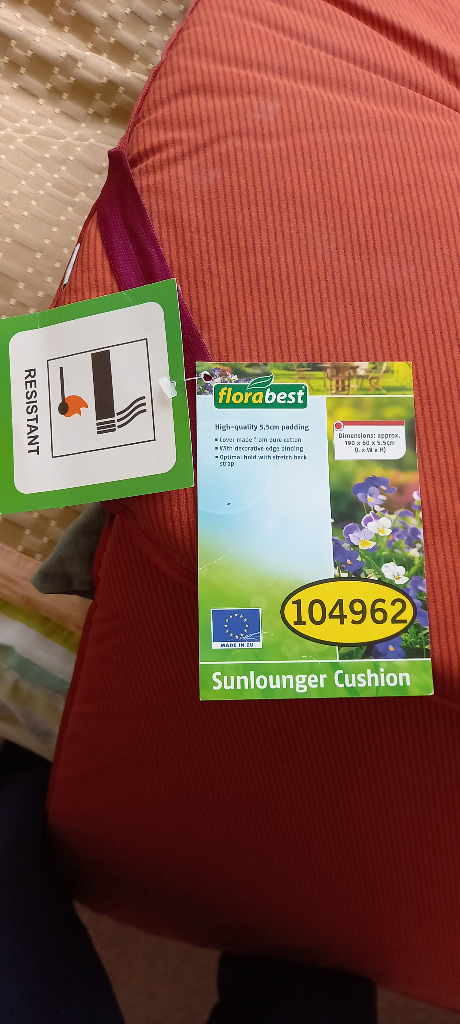 RESISTANT
florabest
High-quality 5.5cm padding
• Cover made from pure cotton
• With decorative edge binding
• Optimal hold with stretch back
strap
Dimensions: approx.
190 x 60 x 5.5cm
(L x W x H)
104962
MADE IN EU
Sunlounger Cushion